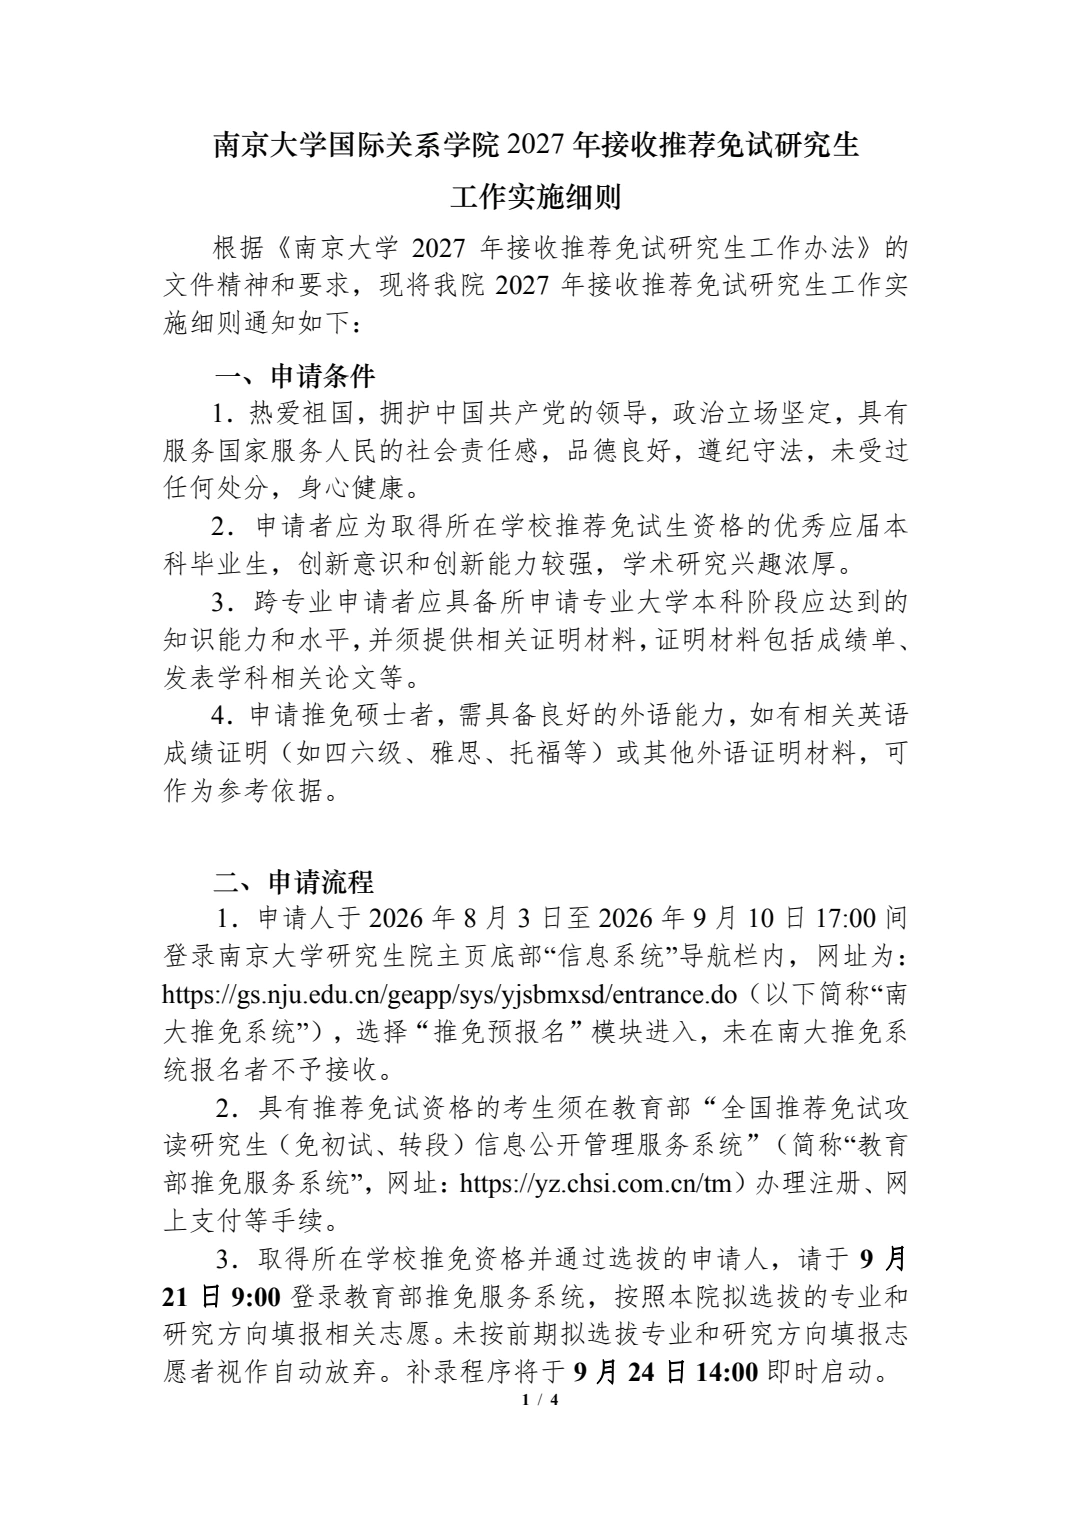 南京大学国际关系学院 2027 年接收推荐免试研究生
工作实施细则
根据《南京大学 2027 年接收推荐免试研究生工作办法》的
文件精神和要求，现将我院 2027 年接收推荐免试研究生工作实
施细则通知如下：
一、申请条件
1．热爱祖国，拥护中国共产党的领导，政治立场坚定，具有
服务国家服务人民的社会责任感，品德良好，遵纪守法，未受过
任何处分，身心健康。
2．申请者应为取得所在学校推荐免试生资格的优秀应届本
科毕业生，创新意识和创新能力较强，学术研究兴趣浓厚。
3．跨专业申请者应具备所申请专业大学本科阶段应达到的
知识能力和水平，并须提供相关证明材料，证明材料包括成绩单、
发表学科相关论文等。
4．申请推免硕士者，需具备良好的外语能力，如有相关英语
成绩证明（如四六级、雅思、托福等）或其他外语证明材料，可
作为参考依据。
二、申请流程
1．申请人于 2026 年 8 月 3 日至 2026 年 9 月 10 日 17:00 间
登录南京大学研究生院主页底部“信息系统”导航栏内，网址为：
https://gs.nju.edu.cn/geapp/sys/yjsbmxsd/entrance.do（以下简称“南
大推免系统”），选择“推免预报名”模块进入，未在南大推免系
统报名者不予接收。
2．具有推荐免试资格的考生须在教育部“全国推荐免试攻
读研究生（免初试、转段）信息公开管理服务系统”（简称“教育
部推免服务系统”，网址：https://yz.chsi.com.cn/tm）办理注册、网
上支付等手续。
3．取得所在学校推免资格并通过选拔的申请人，请于 9 月
21 日 9:00 登录教育部推免服务系统，按照本院拟选拔的专业和
研究方向填报相关志愿。未按前期拟选拔专业和研究方向填报志
愿者视作自动放弃。补录程序将于 9 月 24 日 14:00 即时启动。
1 / 4